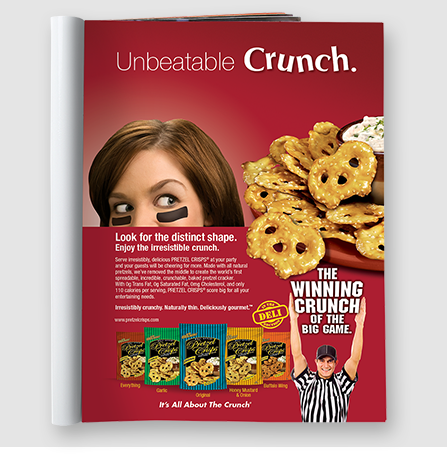 Unbeatable Crunch.
Look for the distinct shape.
Enjoy the irresistible crunch.
Serve irresistibly, delicious PRETZEL CRISPS® at your party
and your guests will be cheering for more. Made with all natural
pretzels, we've removed the middle to create the world's first
spreadable, incredible, crunchable, baked pretzel cracker.
With 0g Trans Fat, 0g Saturated Fat, 0mg Cholesterol, and only
110 calories per serving, PRETZEL CRISPS® score big for all your
entertaining needs.
Irresistibly crunchy. Naturally thin. Deliciously gourmet.™
www.pretzelcrisps.com
IN THE
DELI
THE
WINNING
CRUNCH
OF THE
BIG GAME.
Pretzel
Crisps
Everything
Garlic
Original
Honey Mustard
& Onion
Buffalo Wing
It's All About The Crunch®